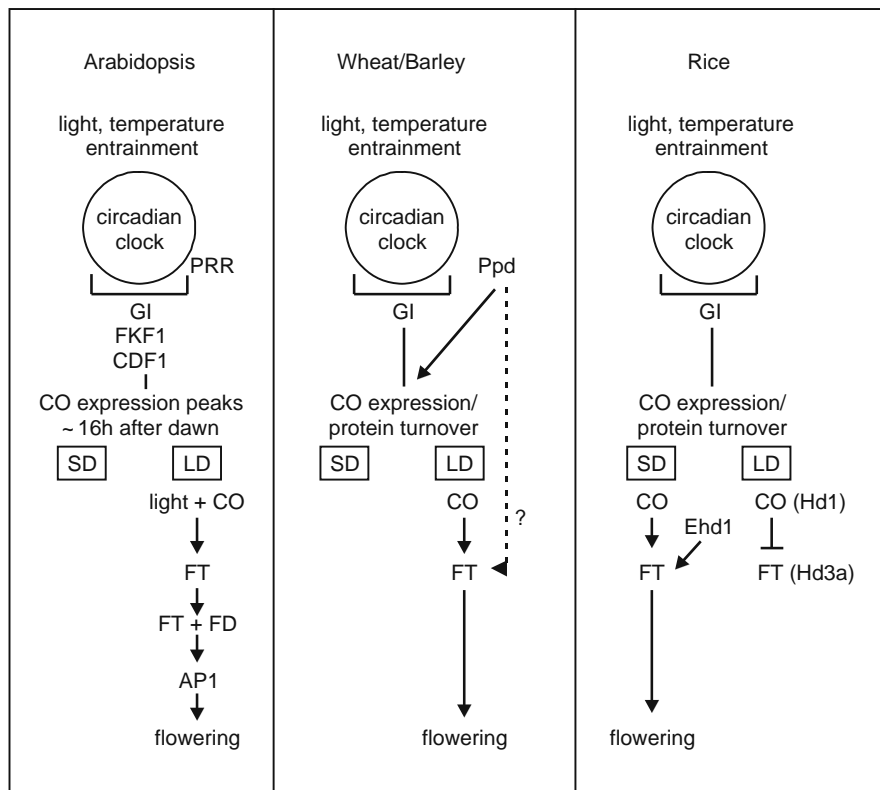 Arabidopsis
light, temperature
entrainment
circadian
clock
PRR
GI
FKF1
CDF1
CO expression peaks
~ 16h after dawn
SD
LD
light + CO
FT
FT + FD
AP1
flowering
Wheat/Barley
light, temperature
entrainment
circadian
clock
Ppd
GI
CO expression/
protein turnover
SD
LD
CO
?
FT
flowering
Rice
light, temperature
entrainment
circadian
clock
GI
CO expression/
protein turnover
SD
LD
CO
CO (Hd1)
Ehd1
FT
FT (Hd3a)
flowering